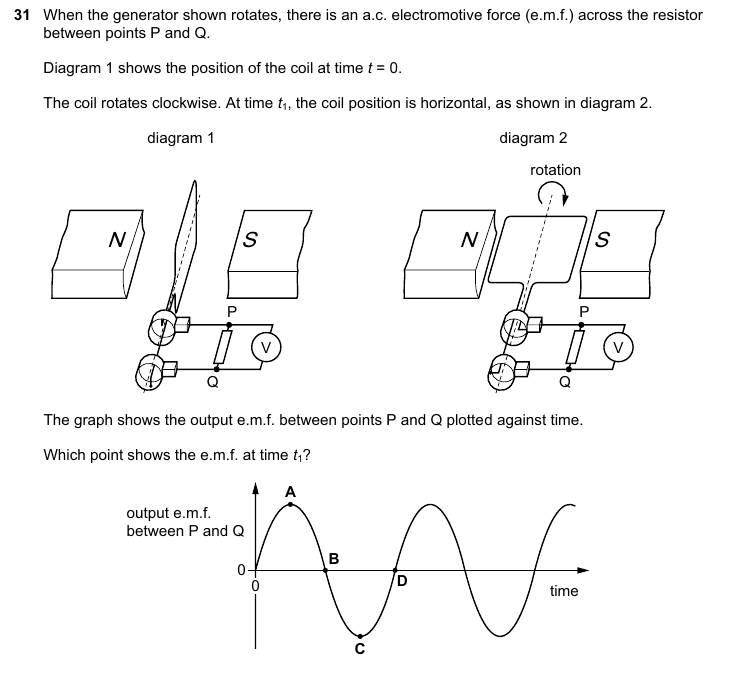 31 When the generator shown rotates, there is an a.c. electromotive force (e.m.f.) across the resistor
between points P and Q.
Diagram 1 shows the position of the coil at time t = 0.
The coil rotates clockwise. At time t₁, the coil position is horizontal, as shown in diagram 2.
diagram 1
diagram 2
rotation
N
S
N
S
P
P
V
V
Q
Q
The graph shows the output e.m.f. between points P and Q plotted against time.
Which point shows the e.m.f. at time t₁?
A
output e.m.f.
between P and Q
B
0
0
D
time
C